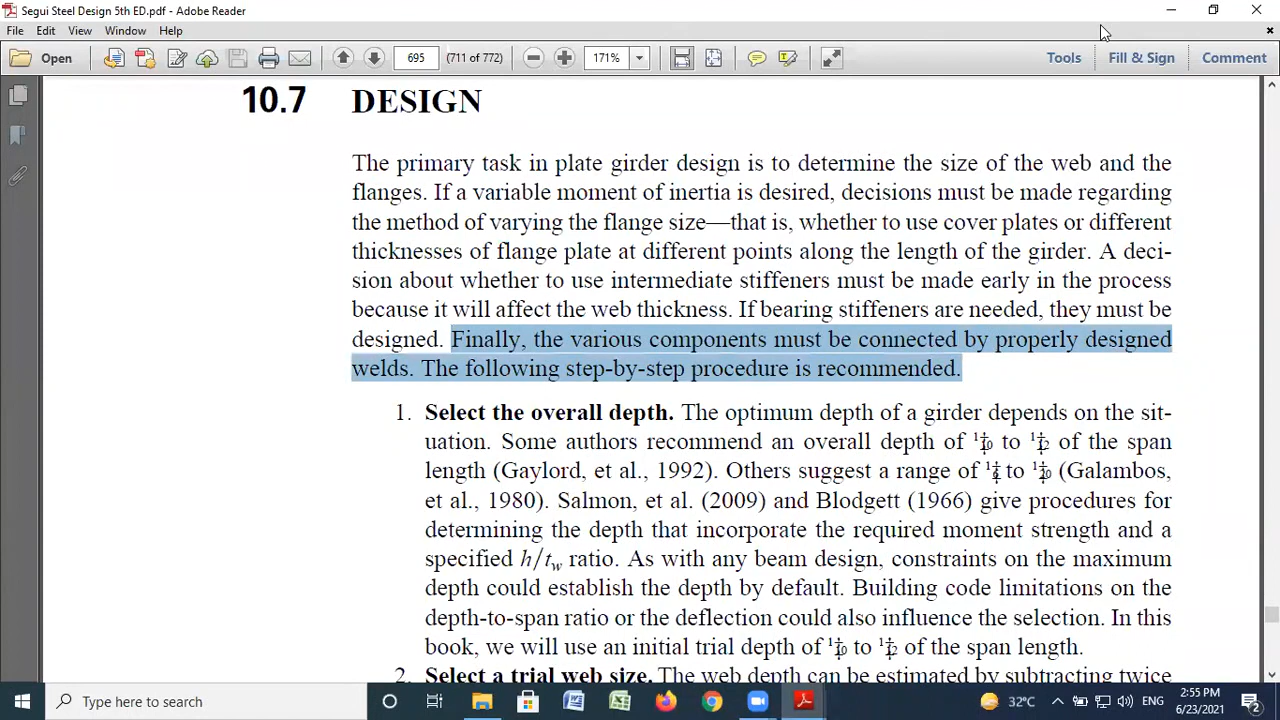 Segui Steel Design 5th ED.pdf - Adobe Reader
File Edit View Window Help
Open 695 (711 of 772) 171% Tools Fill & Sign Comment
10.7 DESIGN
The primary task in plate girder design is to determine the size of the web and the
flanges. If a variable moment of inertia is desired, decisions must be made regarding
the method of varying the flange size—that is, whether to use cover plates or different
thicknesses of flange plate at different points along the length of the girder. A deci-
sion about whether to use intermediate stiffeners must be made early in the process
because it will affect the web thickness. If bearing stiffeners are needed, they must be
designed. Finally, the various components must be connected by properly designed
welds. The following step-by-step procedure is recommended.
1. Select the overall depth. The optimum depth of a girder depends on the sit-
uation. Some authors recommend an overall depth of to of the span
length (Gaylord, et al., 1992). Others suggest a range of to (Galambos,
et al., 1980). Salmon, et al. (2009) and Blodgett (1966) give procedures for
determining the depth that incorporate the required moment strength and a
specified h/tw ratio. As with any beam design, constraints on the maximum
depth could establish the depth by default. Building code limitations on the
depth-to-span ratio or the deflection could also influence the selection. In this
book, we will use an initial trial depth of to of the span length.
2. Select a trial web size. The web depth can be estimated by subtracting twice
Type here to search 32°C ENG 2:55 PM
6/23/2021 2